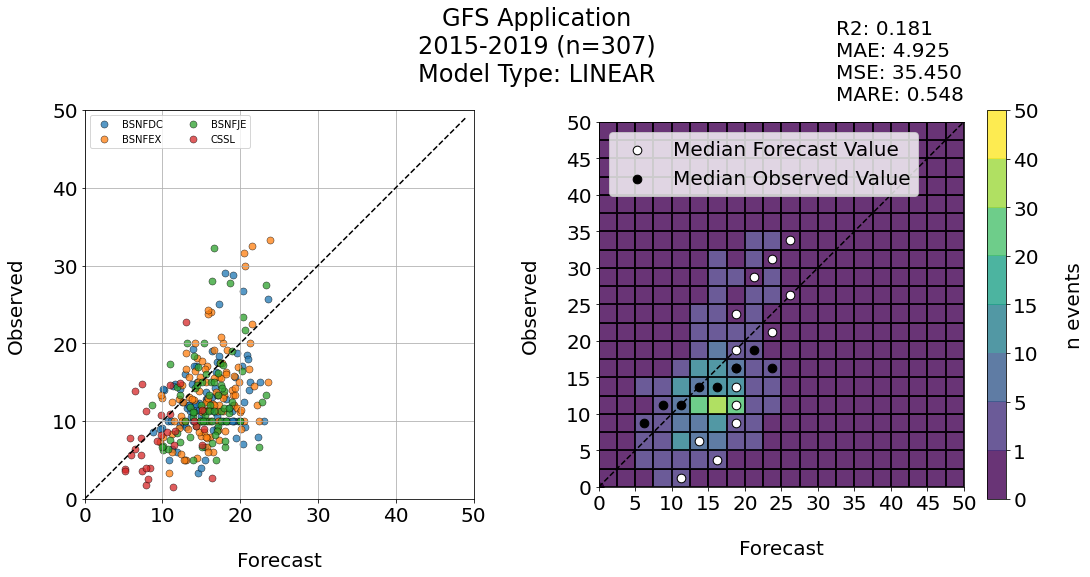 GFS Application
2015-2019 (n=307)
Model Type: LINEAR
R2: 0.181
MAE: 4.925
MSE: 35.450
MARE: 0.548
BSNFDC
BSNFEX
BSNFJE
CSSL
50
40
30
20
10
0
0
10
20
30
40
50
Observed
Forecast
Median Forecast Value
Median Observed Value
50
45
40
35
30
25
20
15
10
5
0
0
5
10
15
20
25
30
35
40
45
50
Observed
Forecast
50
40
30
20
15
10
5
1
0
n events